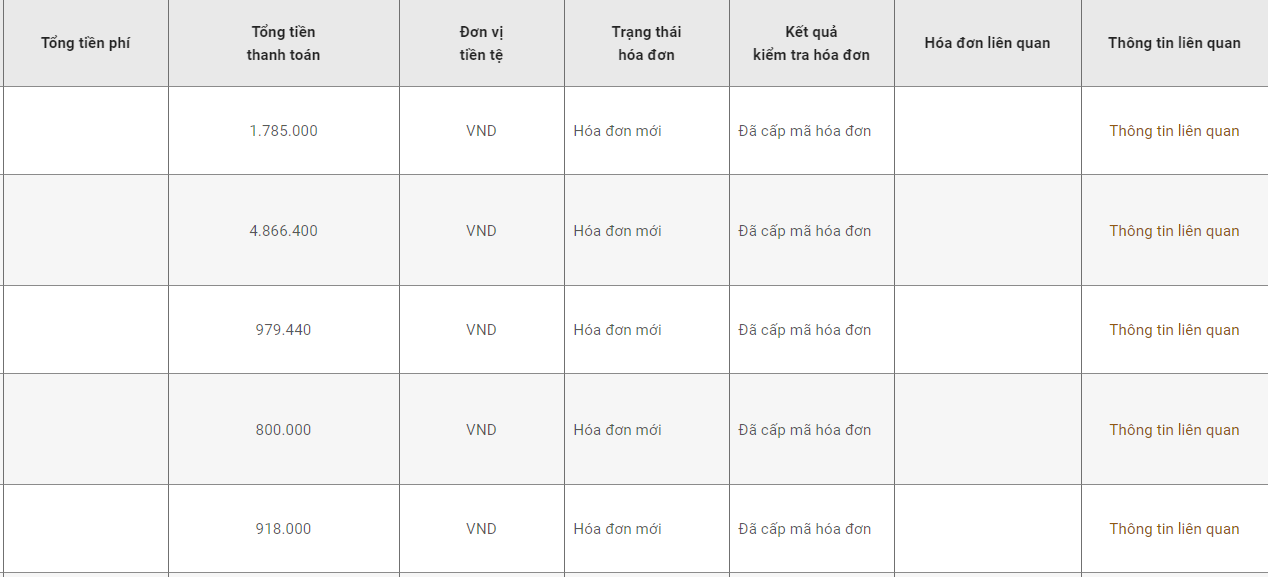 Tổng tiền phí
Tổng tiền
thanh toán
Đơn vị
tiền tệ
Trạng thái
hóa đơn
Kết quả
kiểm tra hóa đơn
Hóa đơn liên quan
Thông tin liên quan
1.785.000 VND Hóa đơn mới Đã cấp mã hóa đơn Thông tin liên quan
4.866.400 VND Hóa đơn mới Đã cấp mã hóa đơn Thông tin liên quan
979.440 VND Hóa đơn mới Đã cấp mã hóa đơn Thông tin liên quan
800.000 VND Hóa đơn mới Đã cấp mã hóa đơn Thông tin liên quan
918.000 VND Hóa đơn mới Đã cấp mã hóa đơn Thông tin liên quan